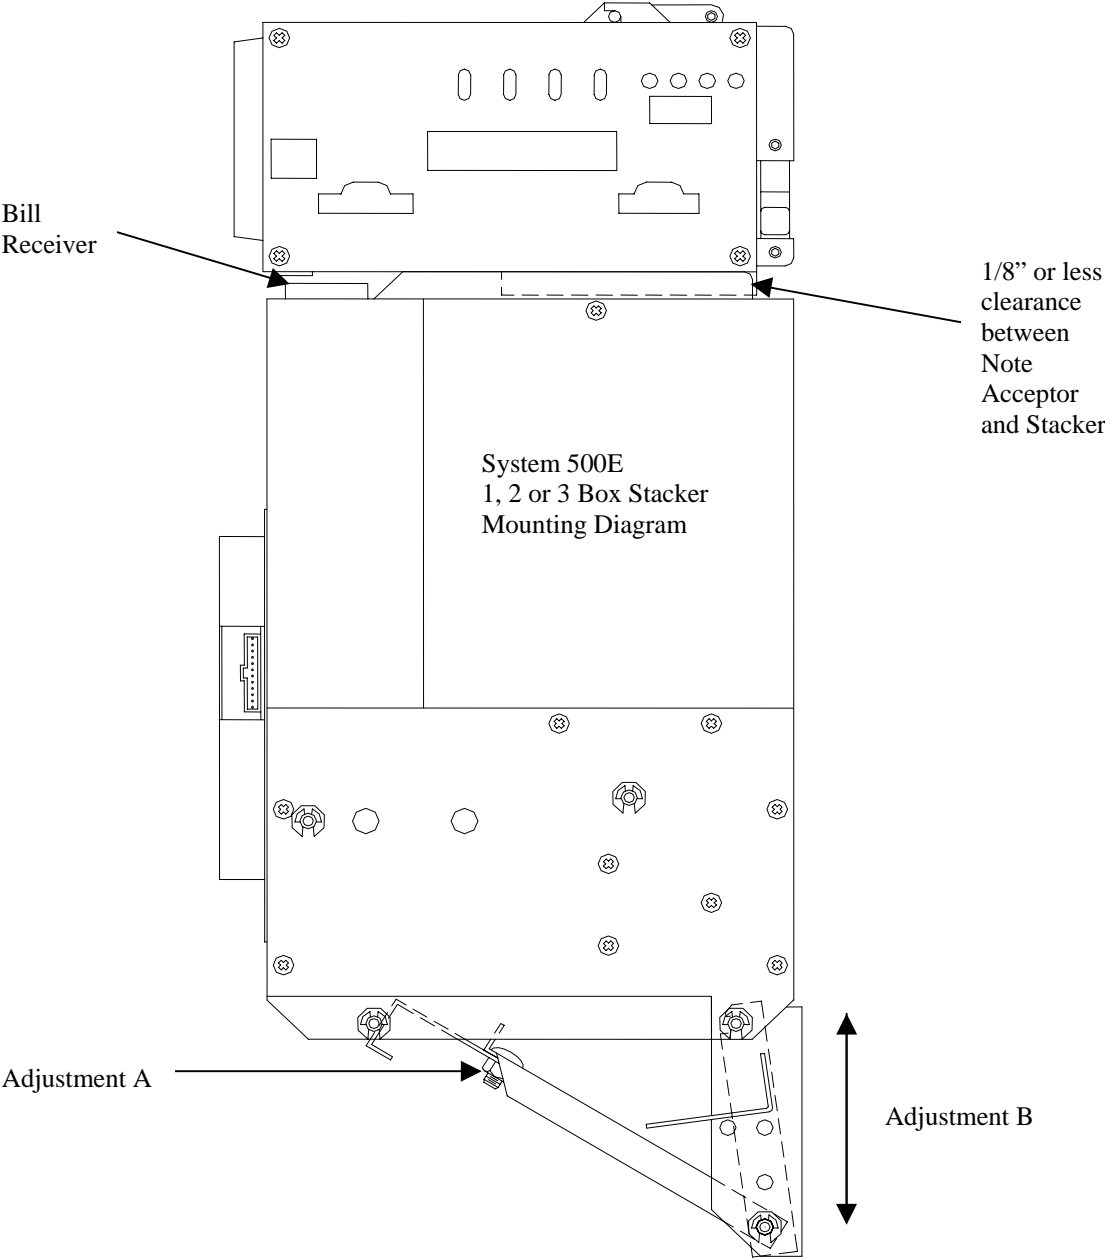 Bill
Receiver
1/8” or less
clearance
between
Note
Acceptor
and Stacker
System 500E
1, 2 or 3 Box Stacker
Mounting Diagram
Adjustment A
Adjustment B